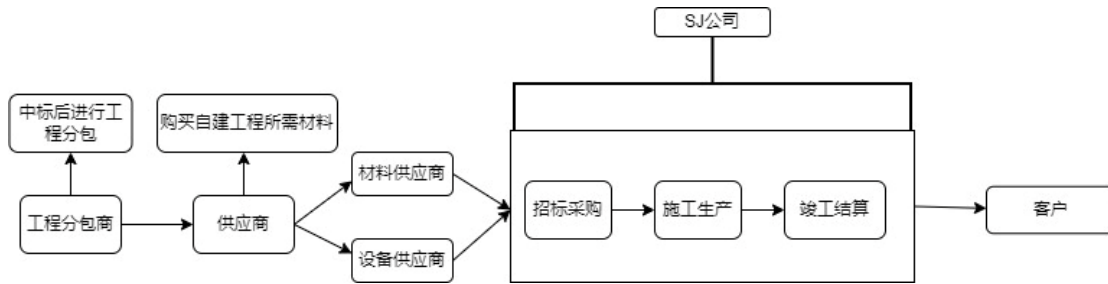 SJ公司
中标后进行工
程分包
购买自建工程所需材料
材料供应商
工程分包商
供应商
设备供应商
招标采购
施工生产
竣工结算
客户